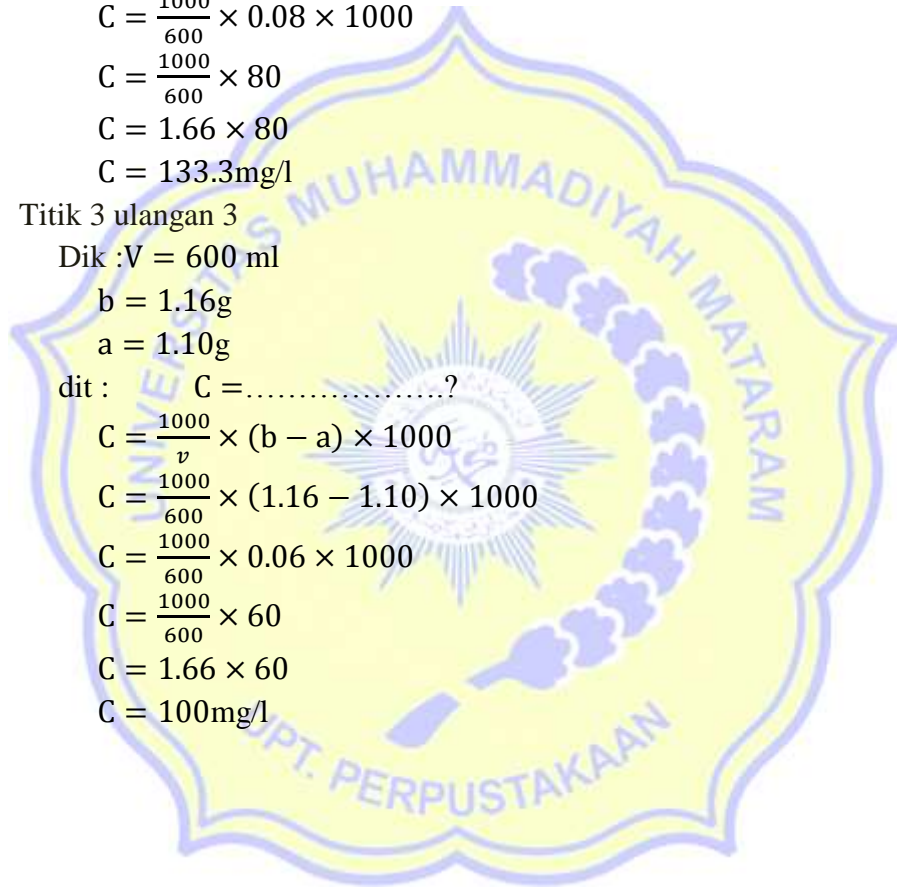 C = 1000/600 × 0.08 × 1000
C = 1000/600 × 80
C = 1.66 × 80
C = 133.3mg/l
Titik 3 ulangan 3
Dik :V = 600 ml
b = 1.16g
a = 1.10g
dit : C =………………..?
C = 1000/v × (b − a) × 1000
C = 1000/600 × (1.16 − 1.10) × 1000
C = 1000/600 × 0.06 × 1000
C = 1000/600 × 60
C = 1.66 × 60
C = 100mg/l
UNIVERSITAS MUHAMMADIYAH MATARAM
UPT. PERPUSTAKAAN